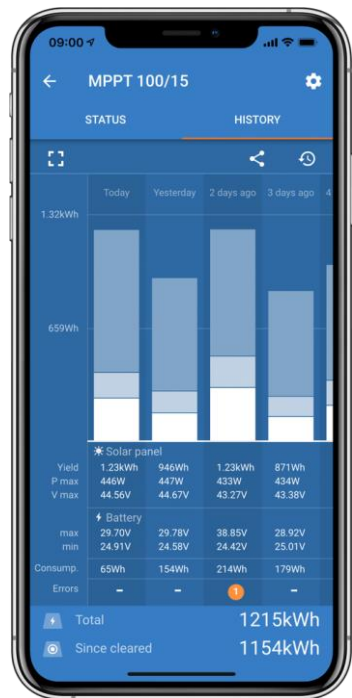 09:00
MPPT 100/15
STATUS HISTORY
Today Yesterday 2 days ago 3 days ago 4
1.32kWh
659Wh
Solar panel
Yield 1.23kWh 946Wh 1.23kWh 871Wh
P max 446W 447W 433W 434W
V max 44.56V 44.67V 43.27V 43.38V
Battery
max 29.70V 29.78V 38.85V 28.92V
min 24.91V 24.58V 24.42V 25.01V
Consump. 65Wh 154Wh 214Wh 179Wh
Errors - - 1 -
Total 1215kWh
Since cleared 1154kWh